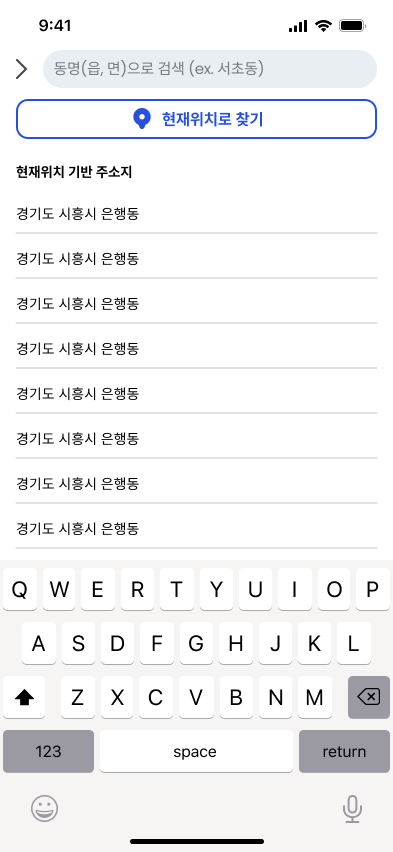 9:41
동명(읍, 면)으로 검색 (ex. 서초동)
현재위치로 찾기
현재위치 기반 주소지
경기도 시흥시 은행동
경기도 시흥시 은행동
경기도 시흥시 은행동
경기도 시흥시 은행동
경기도 시흥시 은행동
경기도 시흥시 은행동
경기도 시흥시 은행동
경기도 시흥시 은행동
Q W E R T Y U I O P
A S D F G H J K L
Z X C V B N M
123 space return